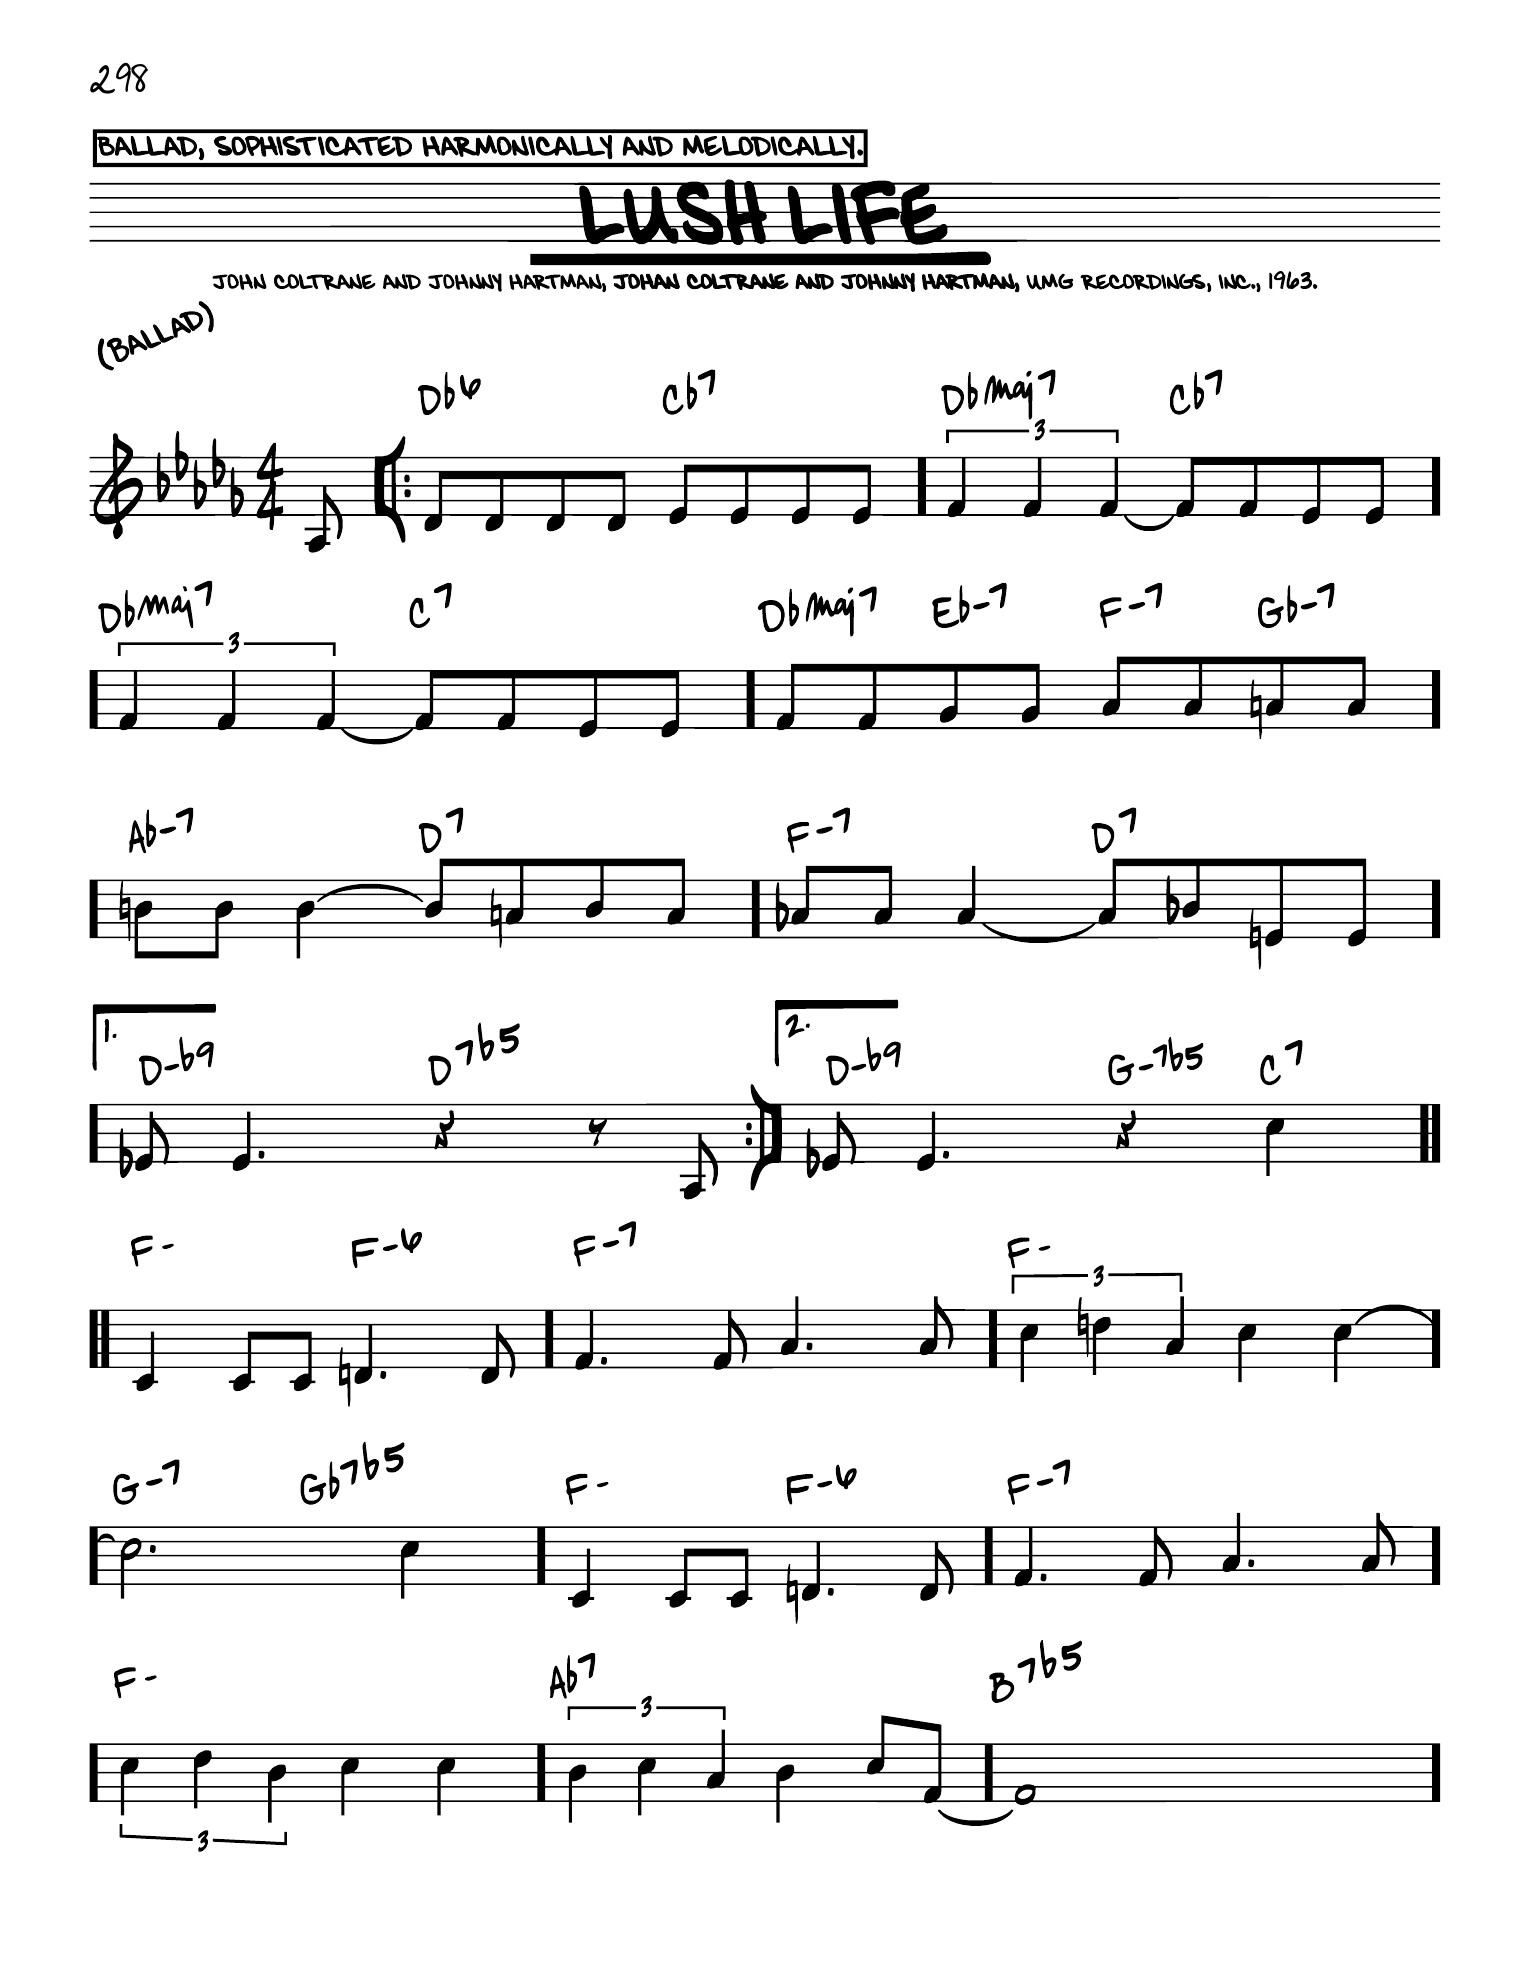 298
BALLAD, SOPHISTICATED HARMONICALLY AND MELODICALLY.
LUSH LIFE
JOHN COLTRANE AND JOHNNY HARTMAN, JOHAN COLTRANE AND JOHNNY HARTMAN, UMG RECORDINGS, INC., 1963.
(BALLAD)
Db6 Cb7 Dbmaj7 Cb7
3
4
4
Dbmaj7 C7 Dbmaj7 Eb-7 F-7 Gb-7
3
Ab-7 D7 F-7 D7
1. 2.
D-b9 D7b5 D-b9 G-7b5 C7
F- F-6 F-7 F-
3
G-7 Gb7b5 F- F-6 F-7
F- Ab7 B7b5
3
3